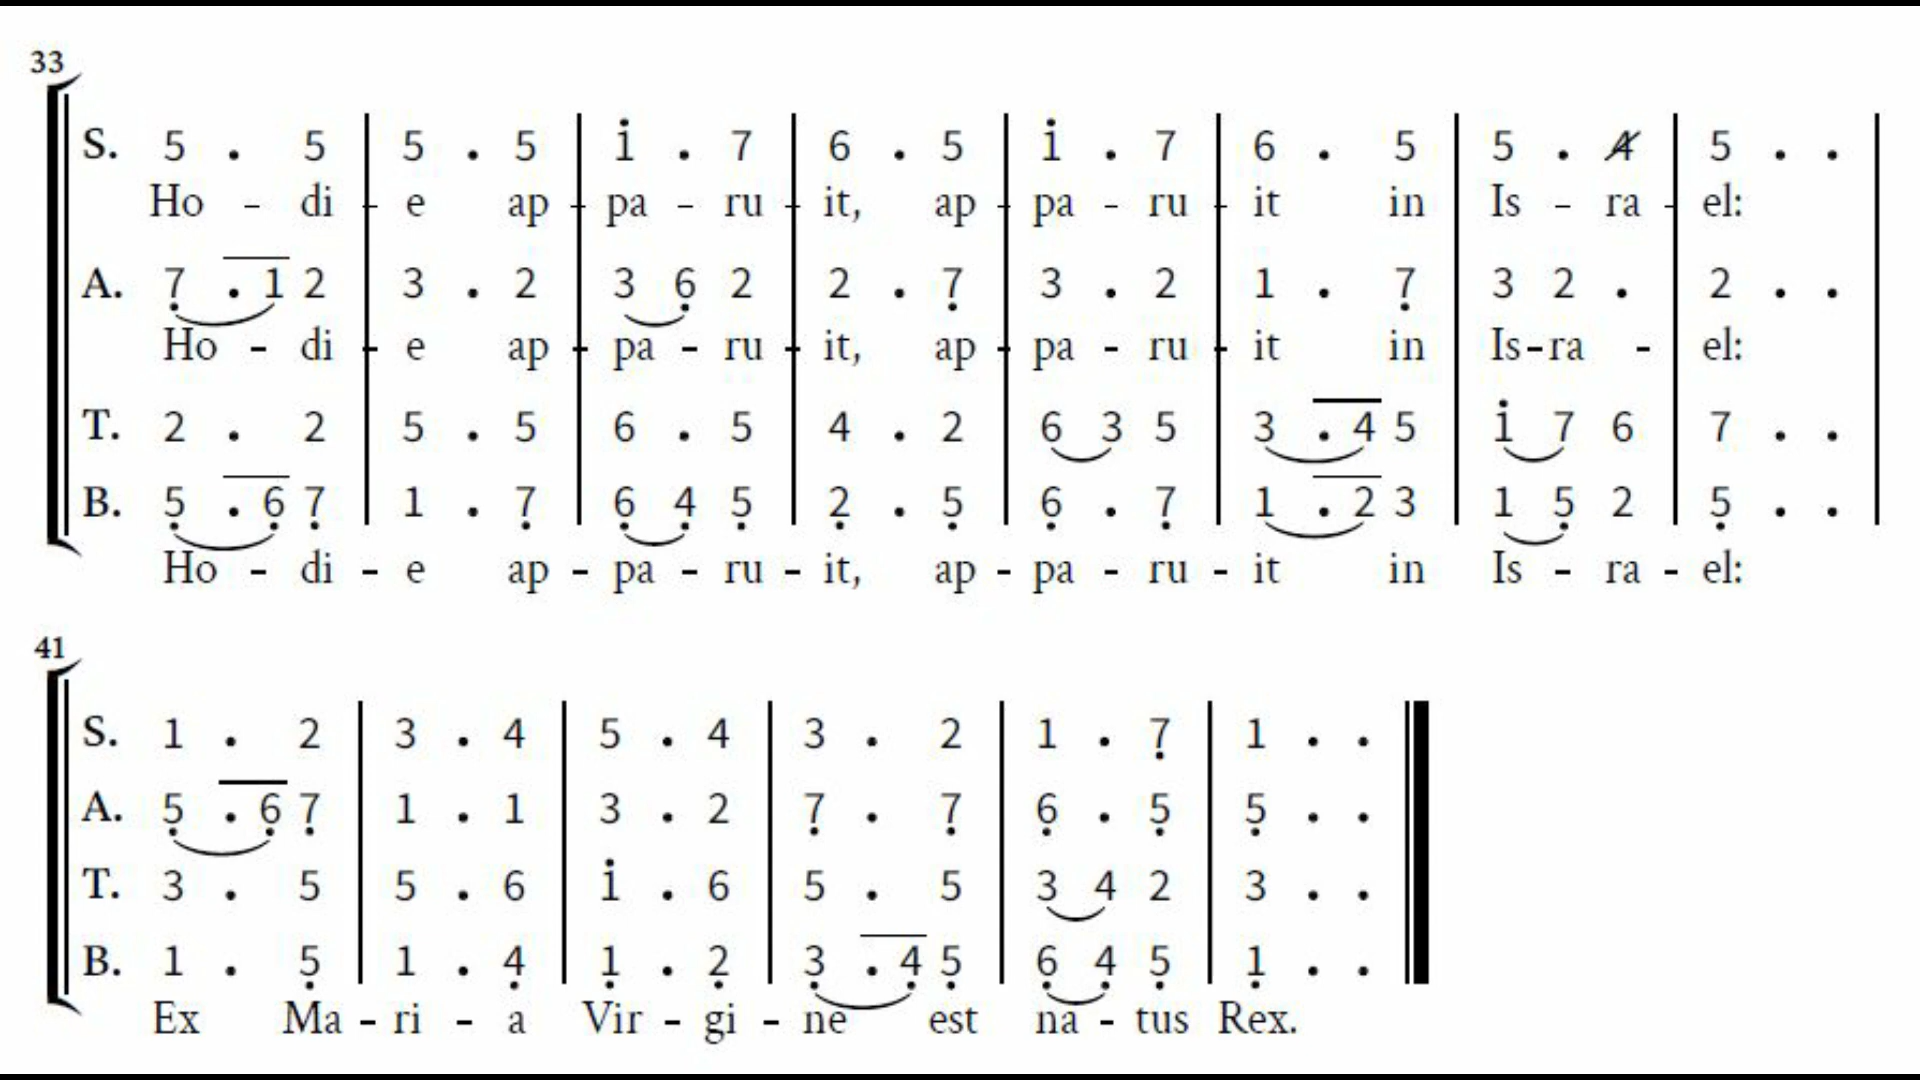 33
S. 5 . 5 | 5 . 5 | i . 7 | 6 . 5 | i . 7 | 6 . 5 | 5 . 4̸ | 5 . . |
Ho - di - e ap - pa - ru - it, ap - pa - ru - it in Is - ra - el:
A. 7̣ . 1 2 | 3 . 2 | 3 6̣ 2 | 2 . 7̣ | 3 . 2 | 1 . 7̣ | 3 2 . | 2 . . |
Ho - di - e ap - pa - ru - it, ap - pa - ru - it in Is - ra - el:
T. 2 . 2 | 5 . 5 | 6 . 5 | 4 . 2 | 6 3 5 | 3 . 4 5 | i 7 6 | 7 . . |
B. 5̣ . 6̣ 7̣ | 1 . 7̣ | 6̣ 4̣ 5̣ | 2̣ . 5̣ | 6̣ . 7̣ | 1 . 2 3 | 1 5̣ 2 | 5̣ . . |
Ho - di - e ap - pa - ru - it, ap - pa - ru - it in Is - ra - el:
41
S. 1 . 2 | 3 . 4 | 5 . 4 | 3 . 2 | 1 . 7̣ | 1 . . ||
A. 5̣ . 6̣ 7̣ | 1 . 1 | 3 . 2 | 7̣ . 7̣ | 6̣ . 5̣ | 5̣ . . ||
T. 3 . 5 | 5 . 6 | i . 6 | 5 . 5 | 3 4 2 | 3 . . ||
B. 1 . 5̣ | 1 . 4̣ | 1̣ . 2̣ | 3̣ . 4̣ 5̣ | 6̣ 4̣ 5̣ | 1̣ . . ||
Ex Ma - ri - a Vir - gi - ne est na - tus Rex.